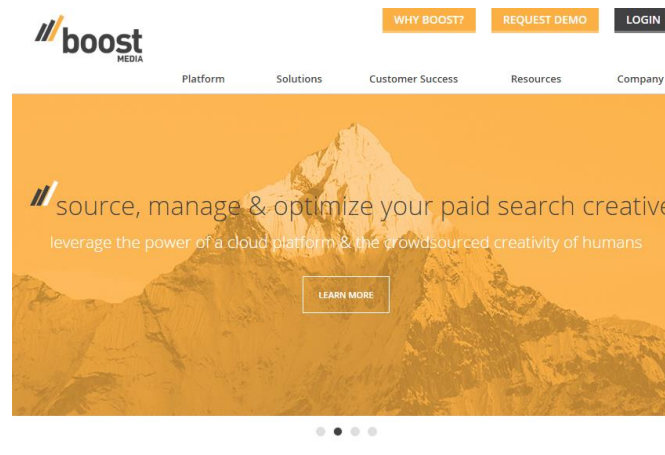 boost
MEDIA
WHY BOOST? REQUEST DEMO LOGIN
Platform Solutions Customer Success Resources Company
source, manage & optimize your paid search creative
leverage the power of a cloud platform & the crowdsourced creativity of humans
LEARN MORE